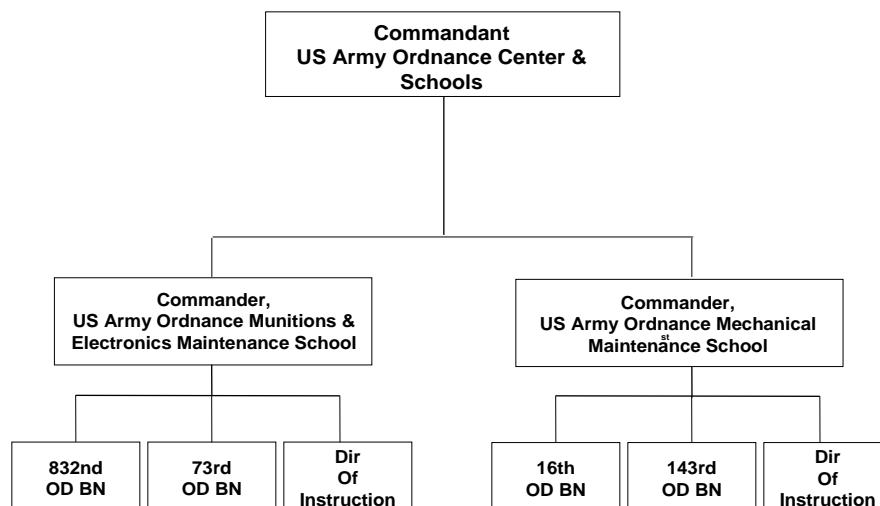 Commandant
US Army Ordnance Center &
Schools
Commander,
US Army Ordnance Munitions &
Electronics Maintenance School
Commander,
US Army Ordnance Mechanical
st
Maintenance School
832nd
OD BN
73rd
OD BN
Dir
Of
Instruction
16th
OD BN
143rd
OD BN
Dir
Of
Instruction